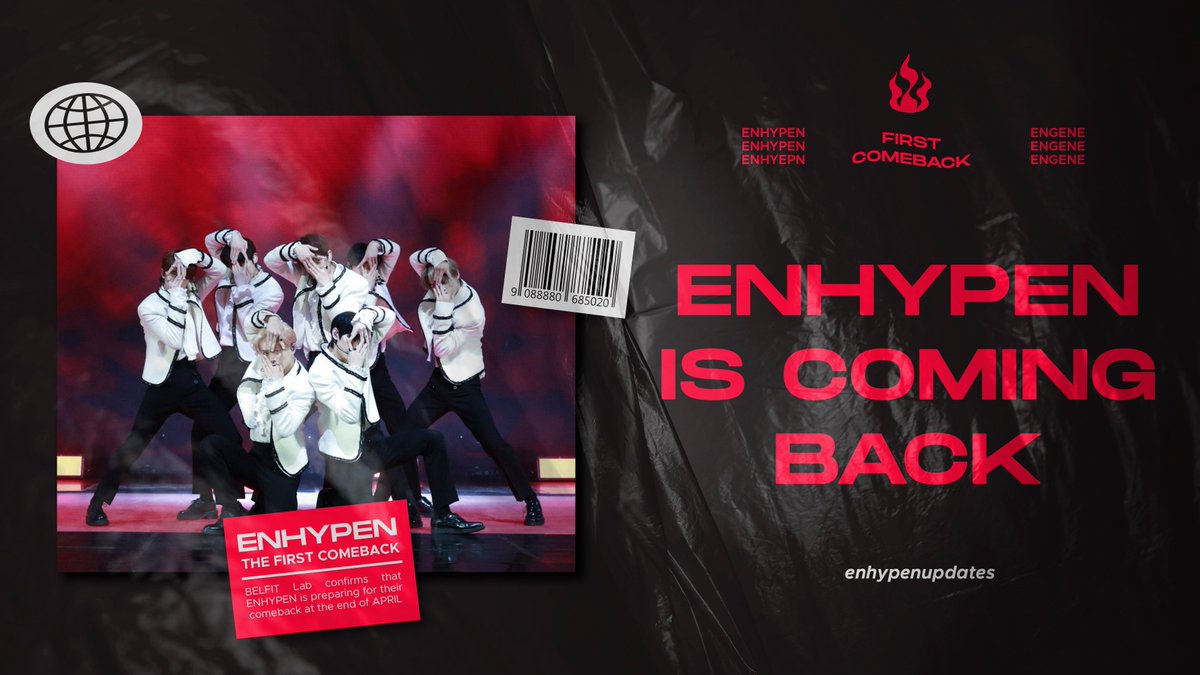 ENHYPEN
ENHYPEN
ENHYEPN
FIRST
COMEBACK
ENGENE
ENGENE
ENGENE
9 088880 685020
ENHYPEN
IS COMING
BACK
ENHYPEN
THE FIRST COMEBACK
BELFIT Lab confirms that
ENHYPEN is preparing for their
comeback at the end of APRIL
enhypenupdates